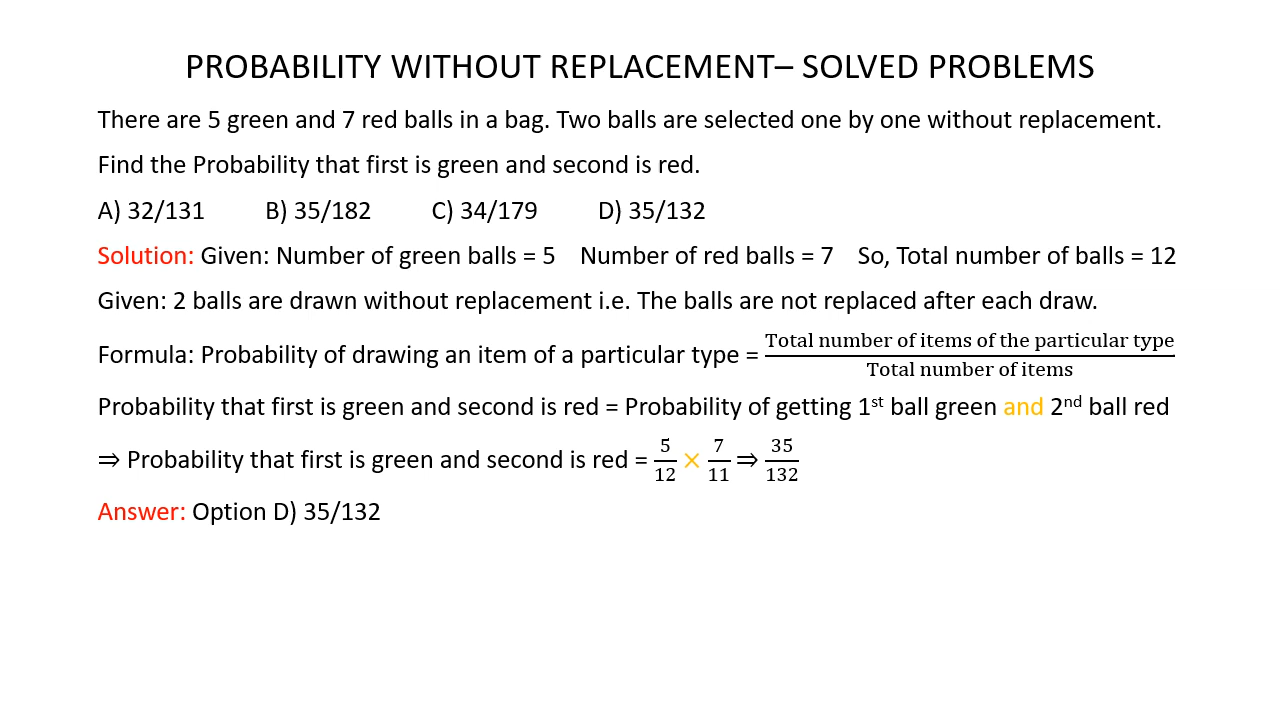 PROBABILITY WITHOUT REPLACEMENT– SOLVED PROBLEMS
There are 5 green and 7 red balls in a bag. Two balls are selected one by one without replacement.
Find the Probability that first is green and second is red.
A) 32/131 B) 35/182 C) 34/179 D) 35/132
Solution: Given: Number of green balls = 5 Number of red balls = 7 So, Total number of balls = 12
Given: 2 balls are drawn without replacement i.e. The balls are not replaced after each draw.
Formula: Probability of drawing an item of a particular type = Total number of items of the particular type / Total number of items
Probability that first is green and second is red = Probability of getting 1st ball green and 2nd ball red
⇒ Probability that first is green and second is red = 5/12 × 7/11 ⇒ 35/132
Answer: Option D) 35/132